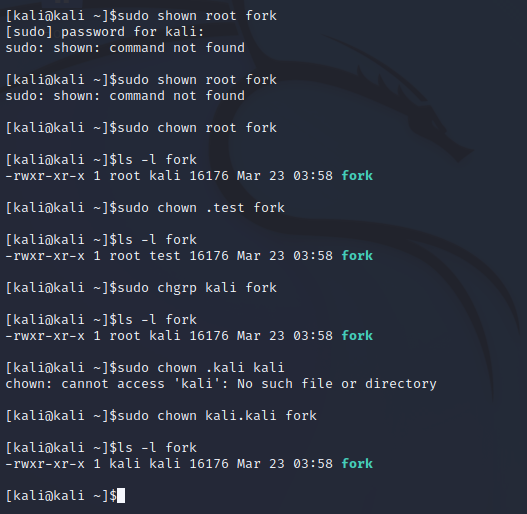 [kali@kali ~]$sudo shown root fork
[sudo] password for kali:
sudo: shown: command not found
[kali@kali ~]$sudo shown root fork
sudo: shown: command not found
[kali@kali ~]$sudo chown root fork
[kali@kali ~]$ls -l fork
-rwxr-xr-x 1 root kali 16176 Mar 23 03:58 fork
[kali@kali ~]$sudo chown .test fork
[kali@kali ~]$ls -l fork
-rwxr-xr-x 1 root test 16176 Mar 23 03:58 fork
[kali@kali ~]$sudo chgrp kali fork
[kali@kali ~]$ls -l fork
-rwxr-xr-x 1 root kali 16176 Mar 23 03:58 fork
[kali@kali ~]$sudo chown .kali kali
chown: cannot access 'kali': No such file or directory
[kali@kali ~]$sudo chown kali.kali fork
[kali@kali ~]$ls -l fork
-rwxr-xr-x 1 kali kali 16176 Mar 23 03:58 fork
[kali@kali ~]$